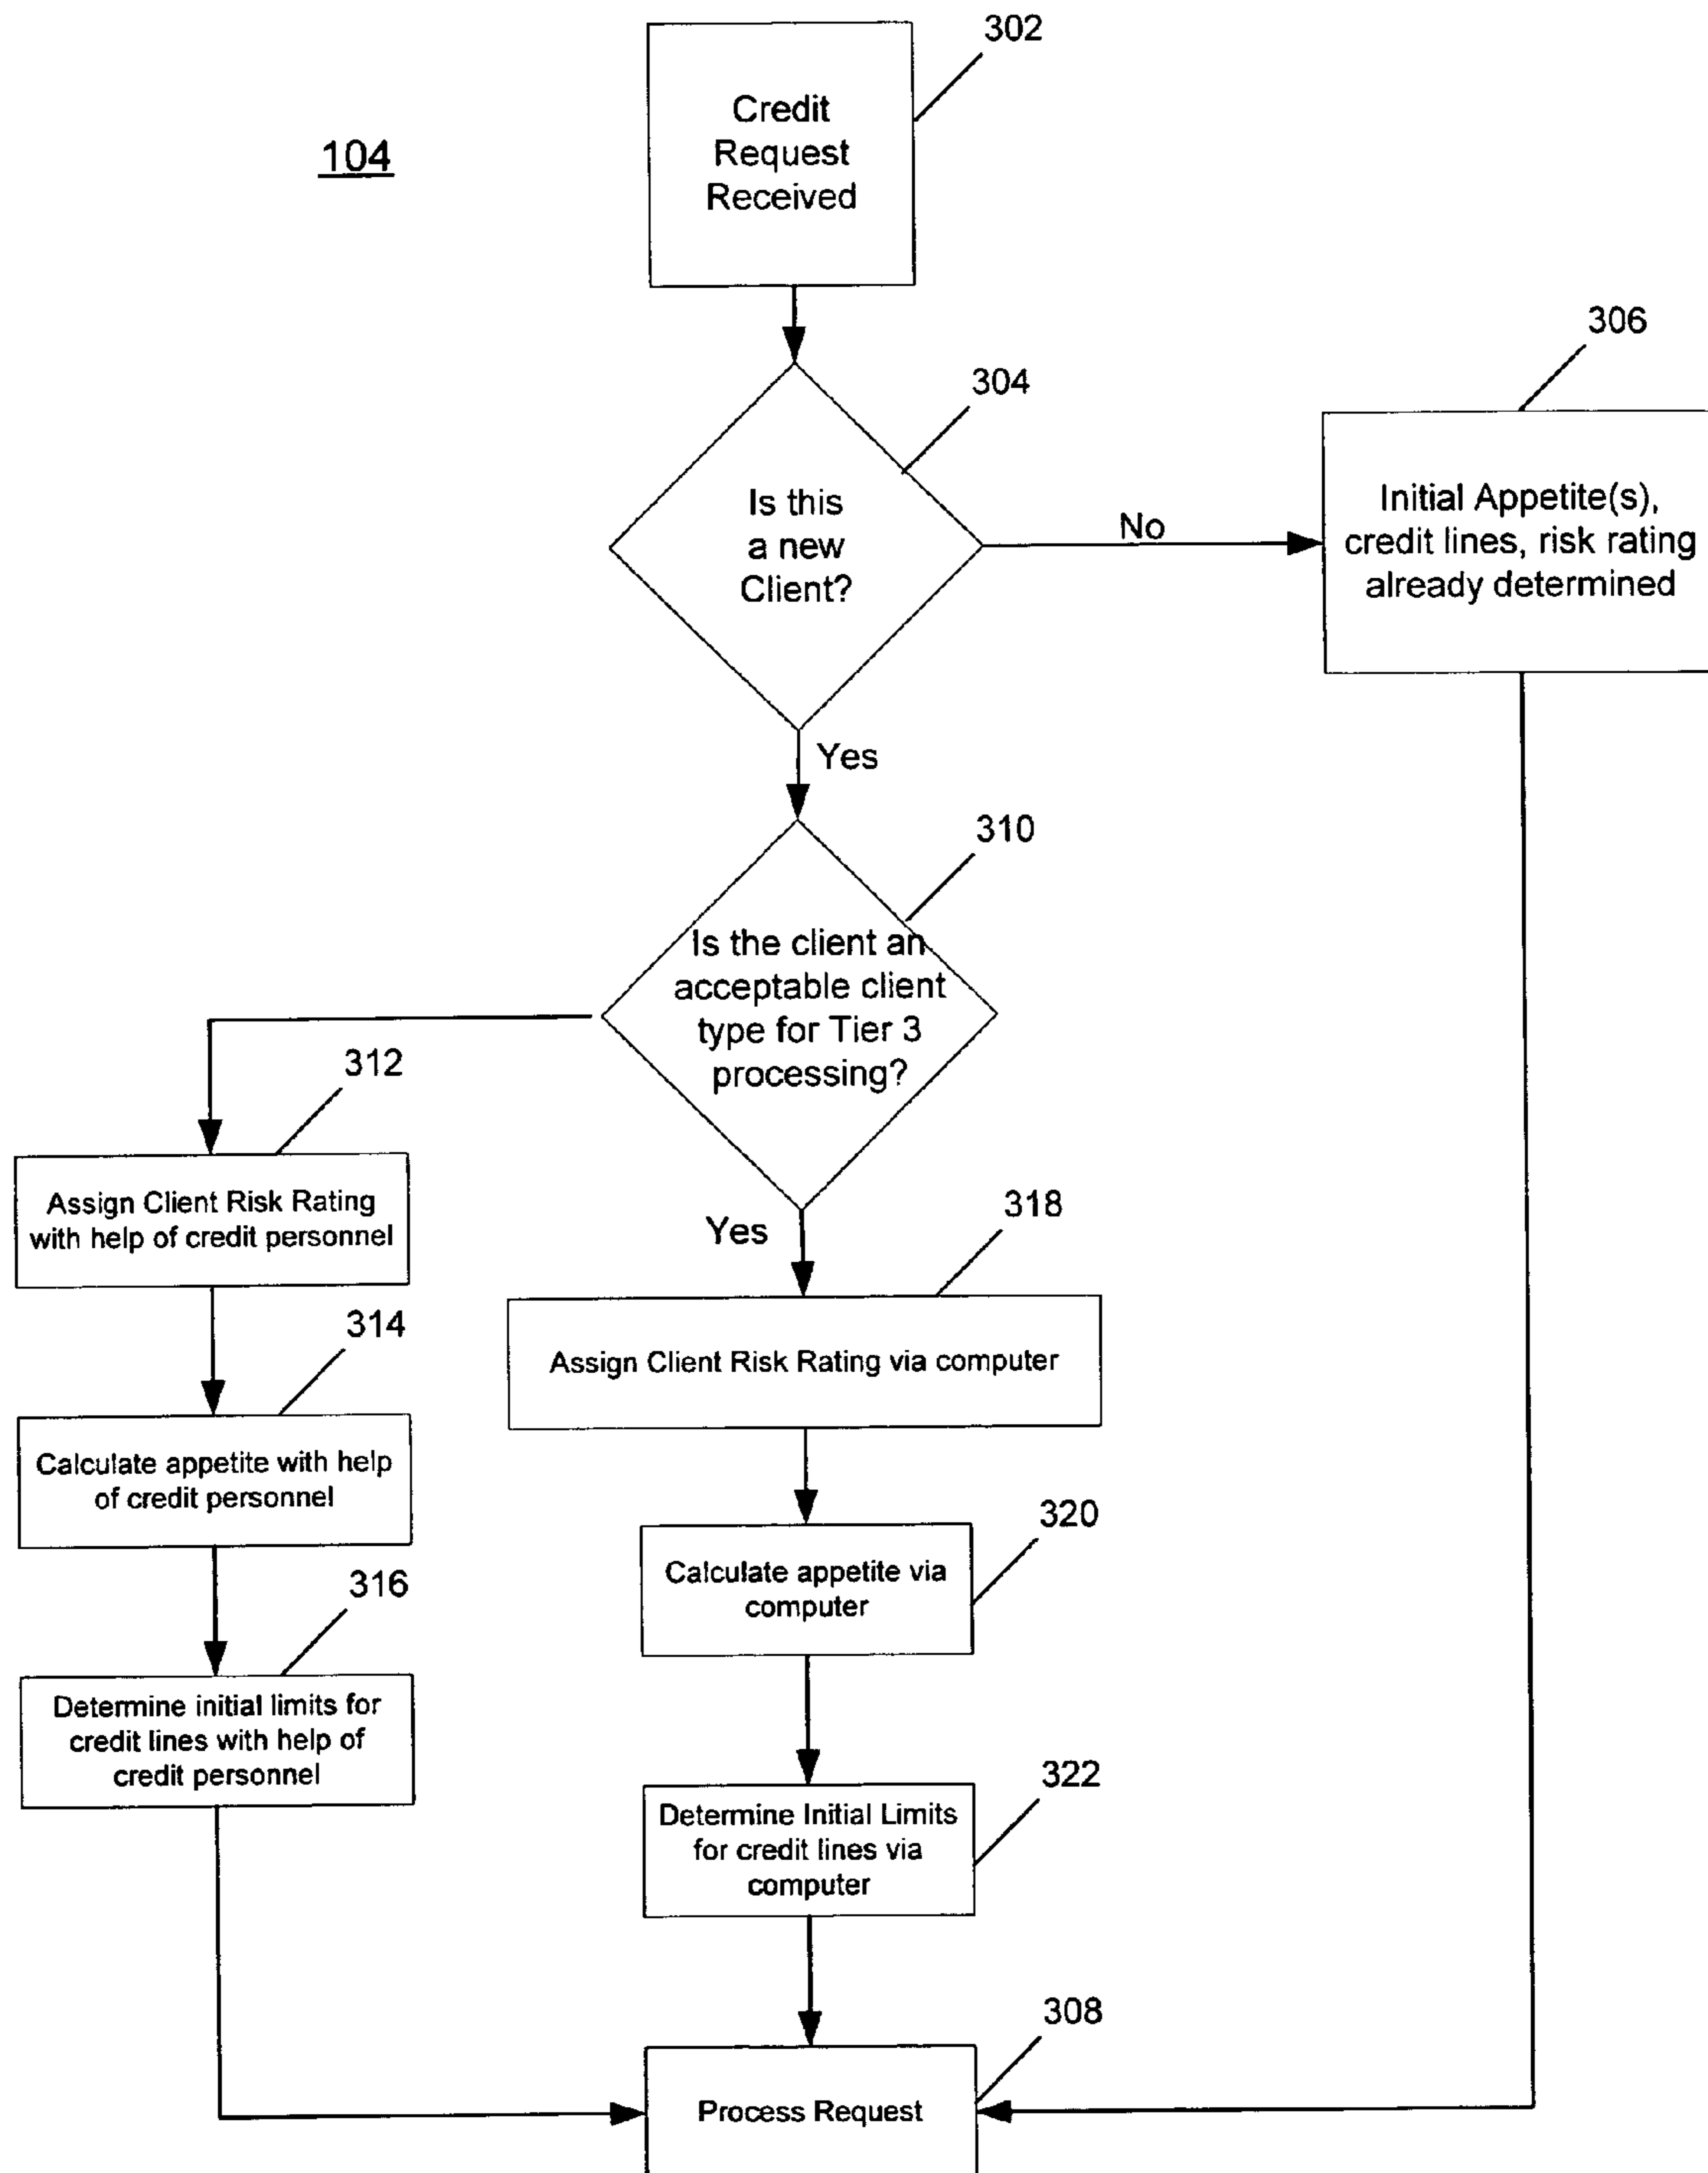 302
Credit
Request
Received
104
306
304
Is this
a new
Client?
No
Initial Appetite(s),
credit lines, risk rating
already determined
Yes
310
Is the client an
acceptable client
type for Tier 3
processing?
312
Assign Client Risk Rating
with help of credit personnel
Yes
318
Assign Client Risk Rating via computer
314
Calculate appetite with help
of credit personnel
320
Calculate appetite via
computer
316
Determine initial limits for
credit lines with help of
credit personnel
322
Determine Initial Limits
for credit lines via
computer
308
Process Request